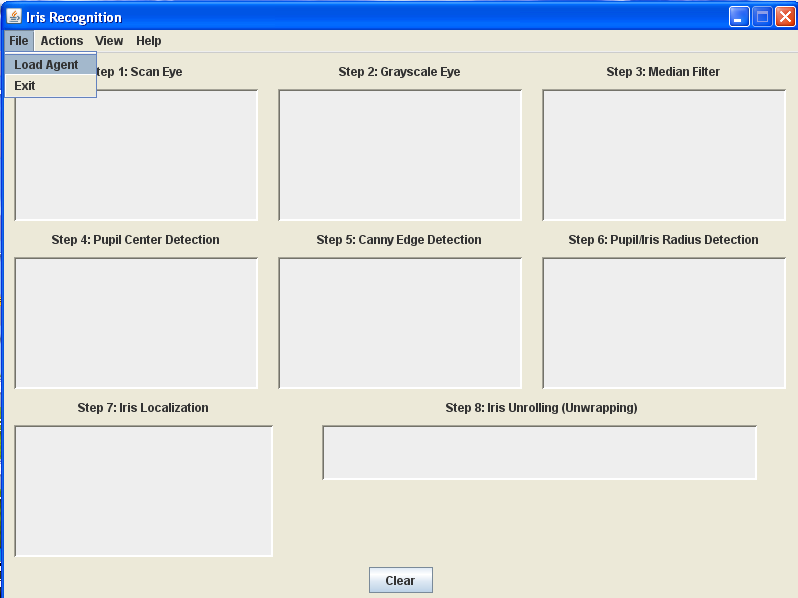 Iris Recognition
File Actions View Help
Load Agent
Exit
tep 1: Scan Eye
Step 2: Grayscale Eye
Step 3: Median Filter
Step 4: Pupil Center Detection
Step 5: Canny Edge Detection
Step 6: Pupil/Iris Radius Detection
Step 7: Iris Localization
Step 8: Iris Unrolling (Unwrapping)
Clear